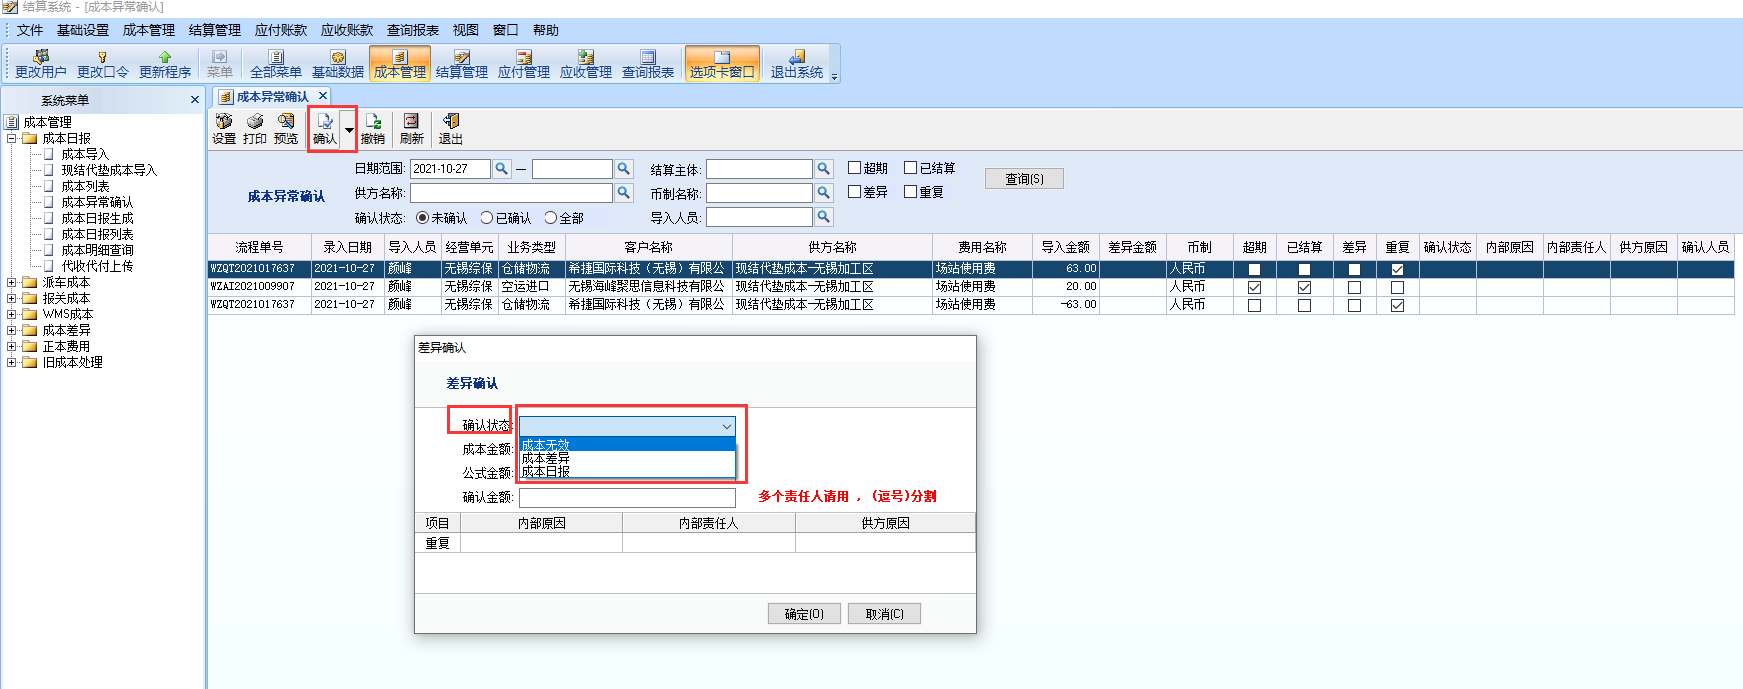 结算系统 - [成本异常确认]
文件 基础设置 成本管理 结算管理 应付账款 应收账款 查询报表 视图 窗口 帮助
更改用户 更改口令 更新程序 菜单 全部菜单 基础数据 成本管理 结算管理 应付管理 应收管理 查询报表 选项卡窗口 退出系统
系统菜单
成本管理
成本日报
成本导入
现结代垫成本导入
成本列表
成本异常确认
成本日报生成
成本日报列表
成本明细查询
代收代付上传
派车成本
报关成本
WMS成本
成本差异
正本费用
旧成本处理
成本异常确认
设置 打印 预览 确认 撤销 刷新 退出
成本异常确认
日期范围: 2021-10-27 — 结算主体: 超期 已结算 查询(S)
供方名称: 币制名称: 差异 重复
确认状态: 未确认 已确认 全部 导入人员:
流程单号 录入日期 导入人员 经营单元 业务类型 客户名称 供方名称 费用名称 导入金额 差异金额 币制 超期 已结算 差异 重复 确认状态 内部原因 内部责任人 供方原因 确认人员
WZQT2021017637 2021-10-27 颜峰 无锡综保 仓储物流 希捷国际科技（无锡）有限公 现结代垫成本-无锡加工区 场站使用费 63.00 人民币
WZAI2021009907 2021-10-27 颜峰 无锡综保 空运进口 无锡海峰聚思信息科技有限公 现结代垫成本-无锡加工区 场站使用费 20.00 人民币
WZQT2021017637 2021-10-27 颜峰 无锡综保 仓储物流 希捷国际科技（无锡）有限公 现结代垫成本-无锡加工区 场站使用费 -63.00 人民币
差异确认
差异确认
确认状态:
成本无效
成本差异
成本日报
成本金额:
公式金额:
确认金额:
多个责任人请用 ，(逗号)分割
项目 内部原因 内部责任人 供方原因
重复
确定(O) 取消(C)